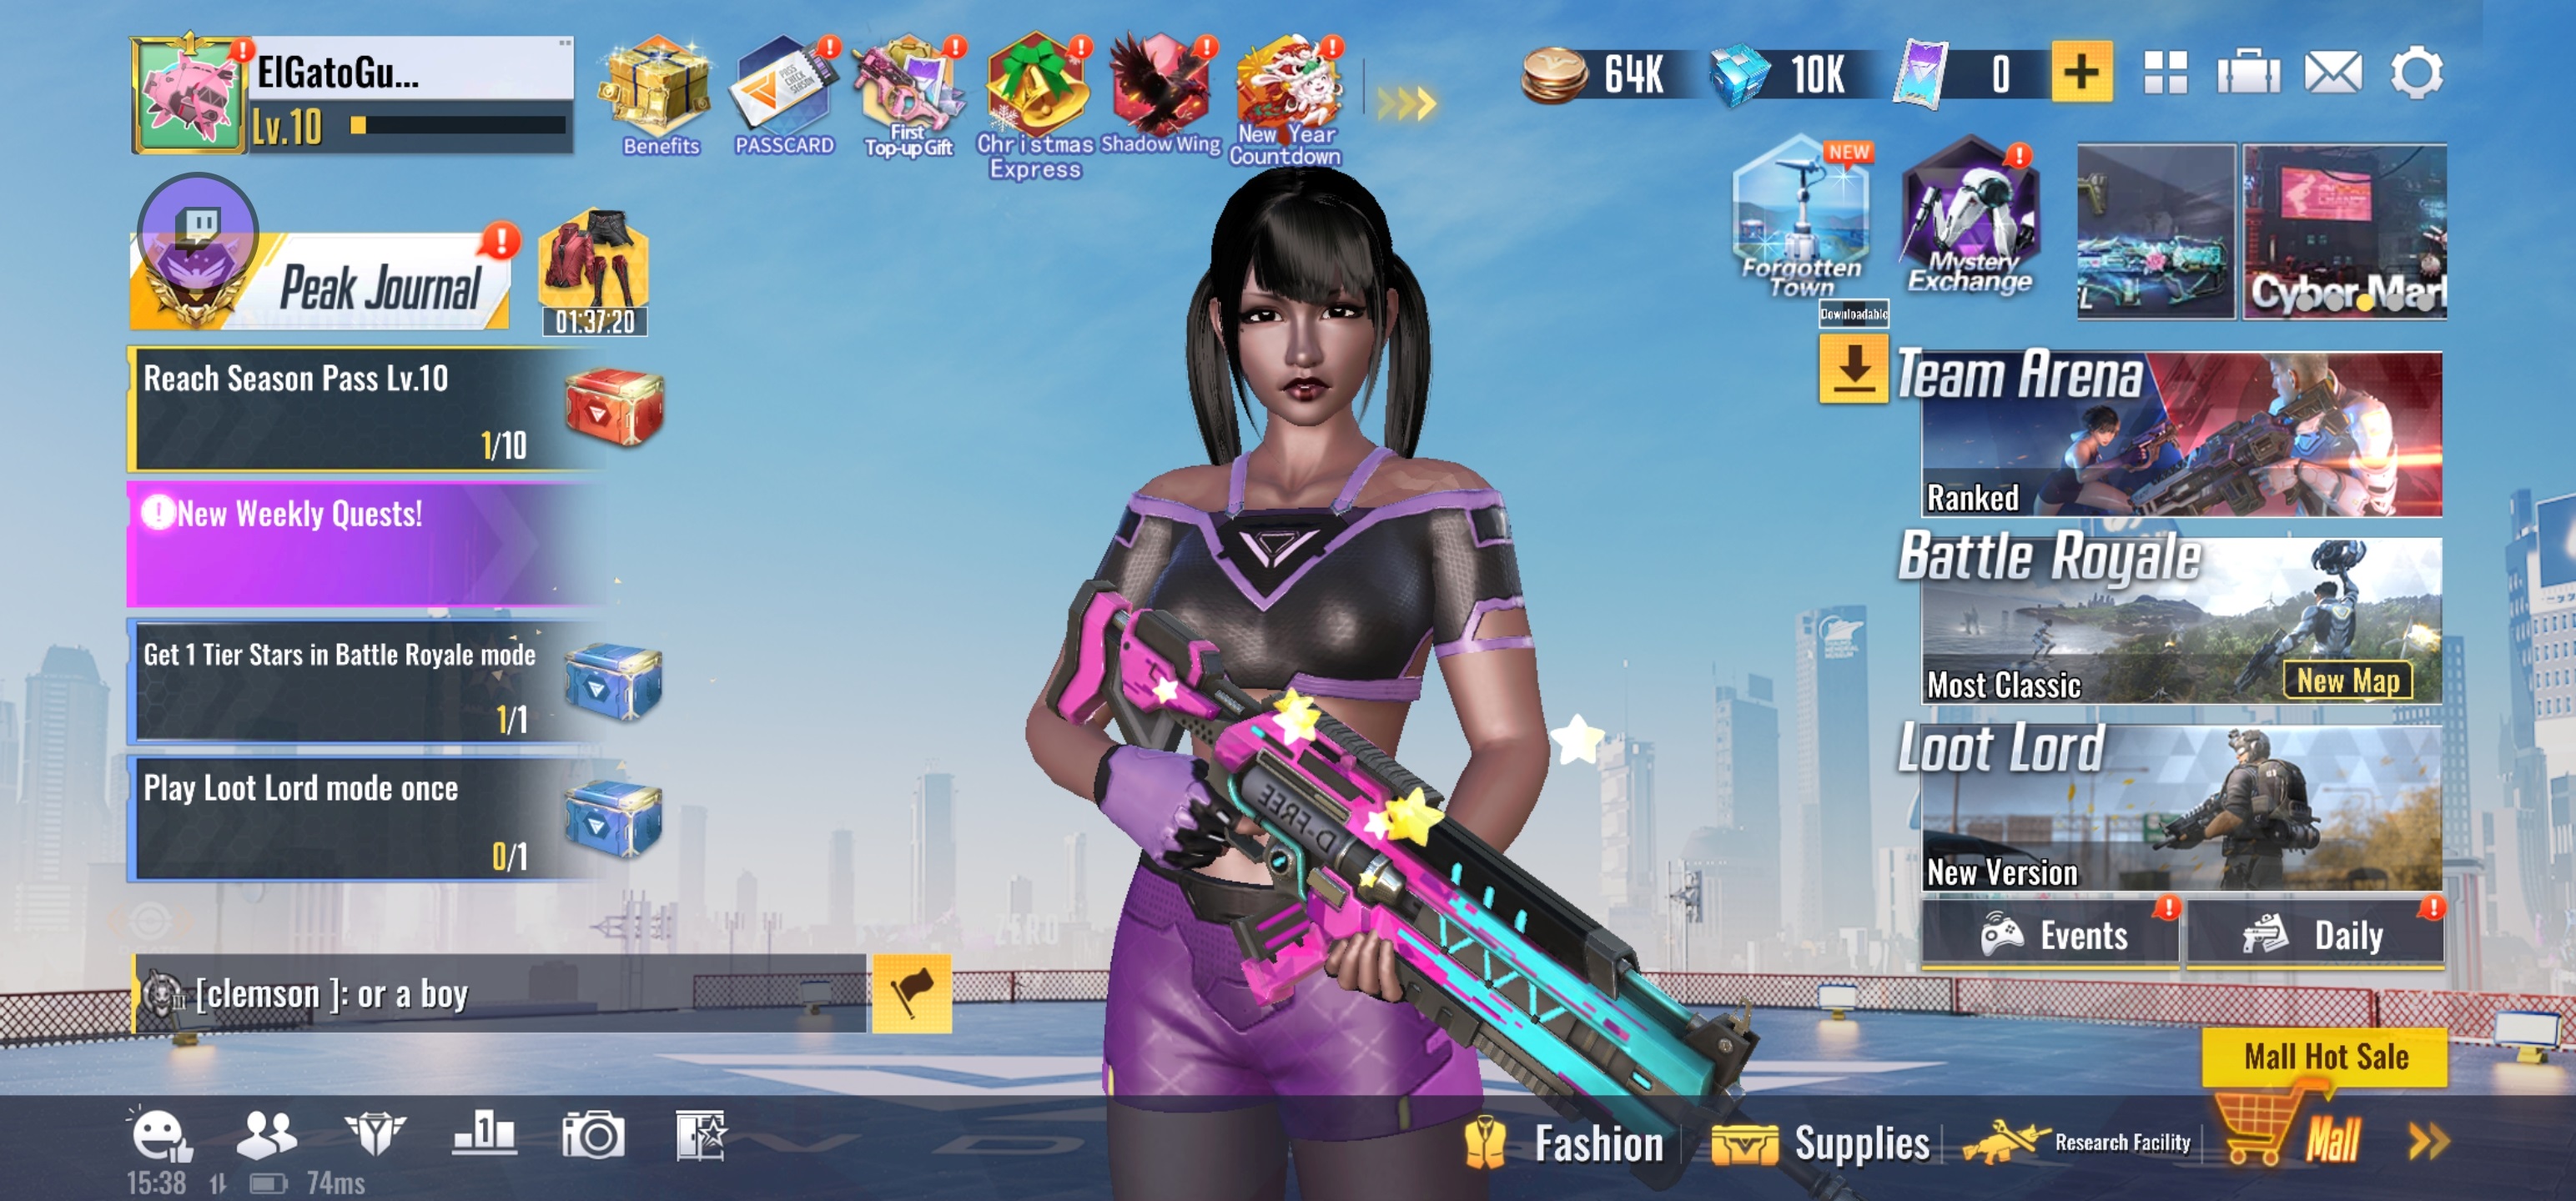 ElGatoGu...
Lv.10
Benefits
PASSCARD
First
Top-up Gift
Christmas
Express
Shadow Wing
New Year
Countdown
64K
10K
0
Peak Journal
01:37:20
NEW
Forgotten
Town
Mystery
Exchange
Cyber Mar
Downloadable
Reach Season Pass Lv.10
1/10
New Weekly Quests!
Get 1 Tier Stars in Battle Royale mode
1/1
Play Loot Lord mode once
0/1
Team Arena
Ranked
Battle Royale
Most Classic
New Map
Loot Lord
New Version
Events
Daily
D-FREE
ZERO
[clemson ]: or a boy
Mall Hot Sale
Fashion
Supplies
Research Facility
Mall
15:38
74ms